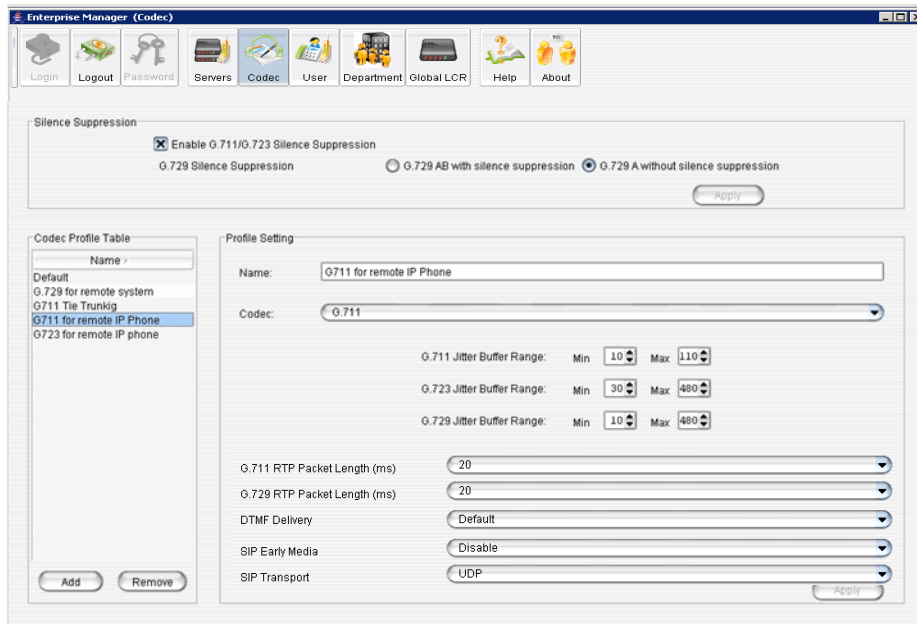 Enterprise Manager (Codec)
Login Logout Password Servers Codec User Department Global LCR Help About
Silence Suppression
Enable G.711/G.723 Silence Suppression
G.729 Silence Suppression G.729 AB with silence suppression G.729 A without silence suppression
Apply
Codec Profile Table
Name
Default
G.729 for remote system
G711 Tie Trunkig
G711 for remote IP Phone
G723 for remote IP phone
Add Remove
Profile Setting
Name: G711 for remote IP Phone
Codec: G.711
G.711 Jitter Buffer Range: Min 10 Max 110
G.723 Jitter Buffer Range: Min 30 Max 480
G.729 Jitter Buffer Range: Min 10 Max 480
G.711 RTP Packet Length (ms) 20
G.729 RTP Packet Length (ms) 20
DTMF Delivery Default
SIP Early Media Disable
SIP Transport UDP
Apply